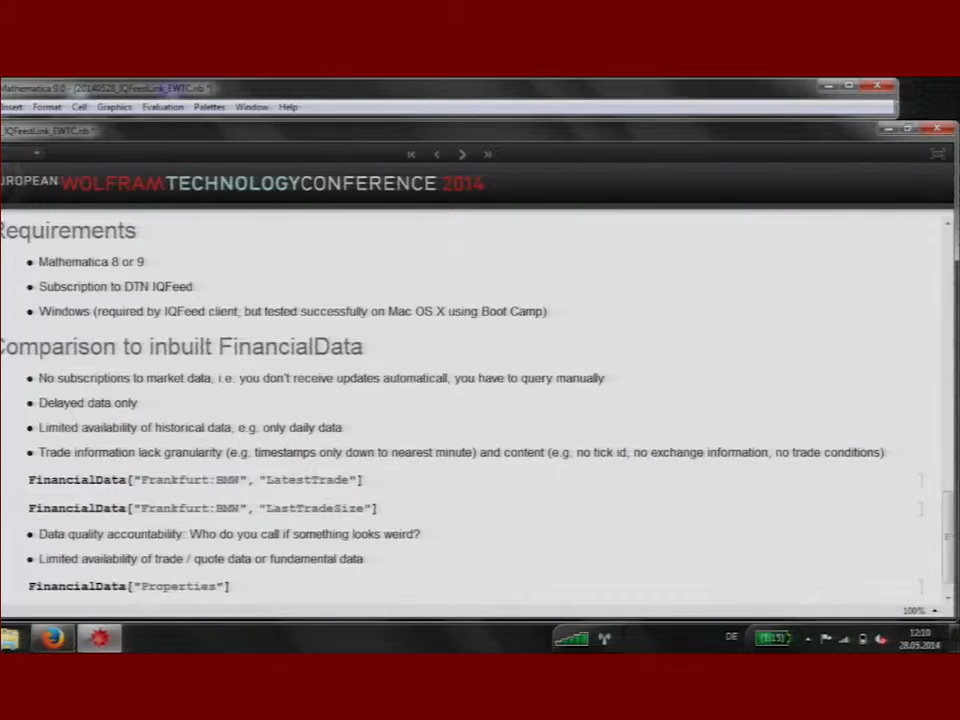 Mathematica 9.0 - [20140528_IQFeedLink_EWTC.nb *]
Insert Format Cell Graphics Evaluation Palettes Window Help
_IQFeedLink_EWTC.nb *
UROPEAN WOLFRAMTECHNOLOGYCONFERENCE 2014
Requirements
• Mathematica 8 or 9
• Subscription to DTN IQFeed
• Windows (required by IQFeed client, but tested successfully on Mac OS X using Boot Camp)
Comparison to inbuilt FinancialData
• No subscriptions to market data, i.e. you don't receive updates automaticall, you have to query manually
• Delayed data only
• Limited availability of historical data, e.g. only daily data
• Trade information lack granularity (e.g. timestamps only down to nearest minute) and content (e.g. no tick id, no exchange information, no trade conditions)
FinancialData["Frankfurt:BMW", "LatestTrade"]
FinancialData["Frankfurt:BMW", "LastTradeSize"]
• Data quality accountability: Who do you call if something looks weird?
• Limited availability of trade / quote data or fundamental data
FinancialData["Properties"]
100%
DE
(1:15)
12:10
28.05.2014